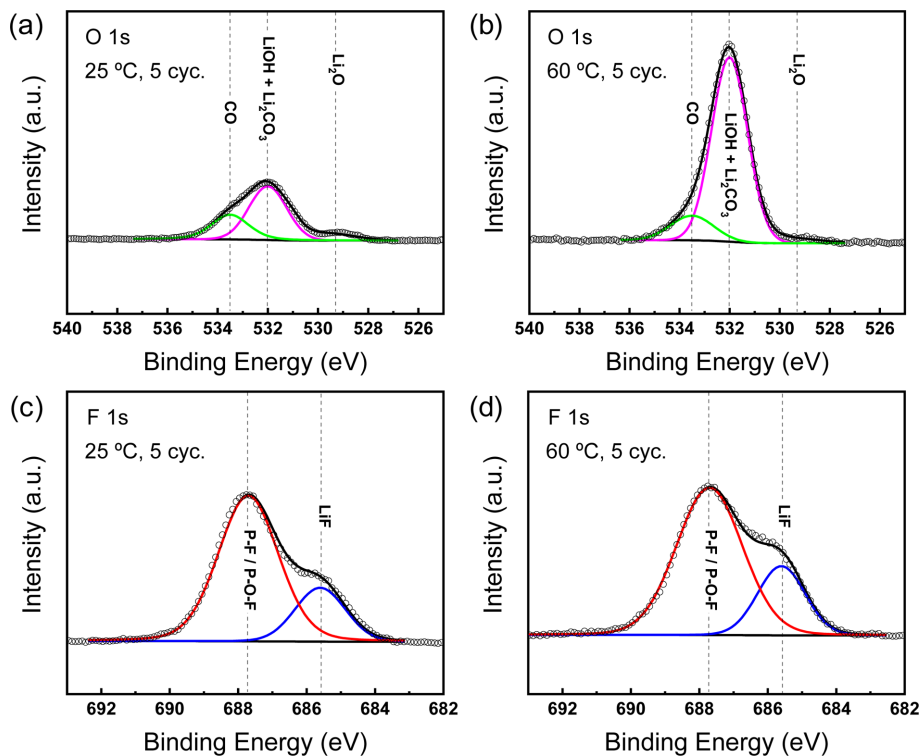 (a)
O 1s
25 ºC, 5 cyc.
CO
LiOH + Li₂CO₃
Li₂O
Intensity (a.u.)
540 538 536 534 532 530 528 526
Binding Energy (eV)
(b)
O 1s
60 ºC, 5 cyc.
CO
LiOH + Li₂CO₃
Li₂O
Intensity (a.u.)
540 538 536 534 532 530 528 526
Binding Energy (eV)
(c)
F 1s
25 ºC, 5 cyc.
P-F / P-O-F
LiF
Intensity (a.u.)
692 690 688 686 684 682
Binding Energy (eV)
(d)
F 1s
60 ºC, 5 cyc.
P-F / P-O-F
LiF
Intensity (a.u.)
692 690 688 686 684 682
Binding Energy (eV)